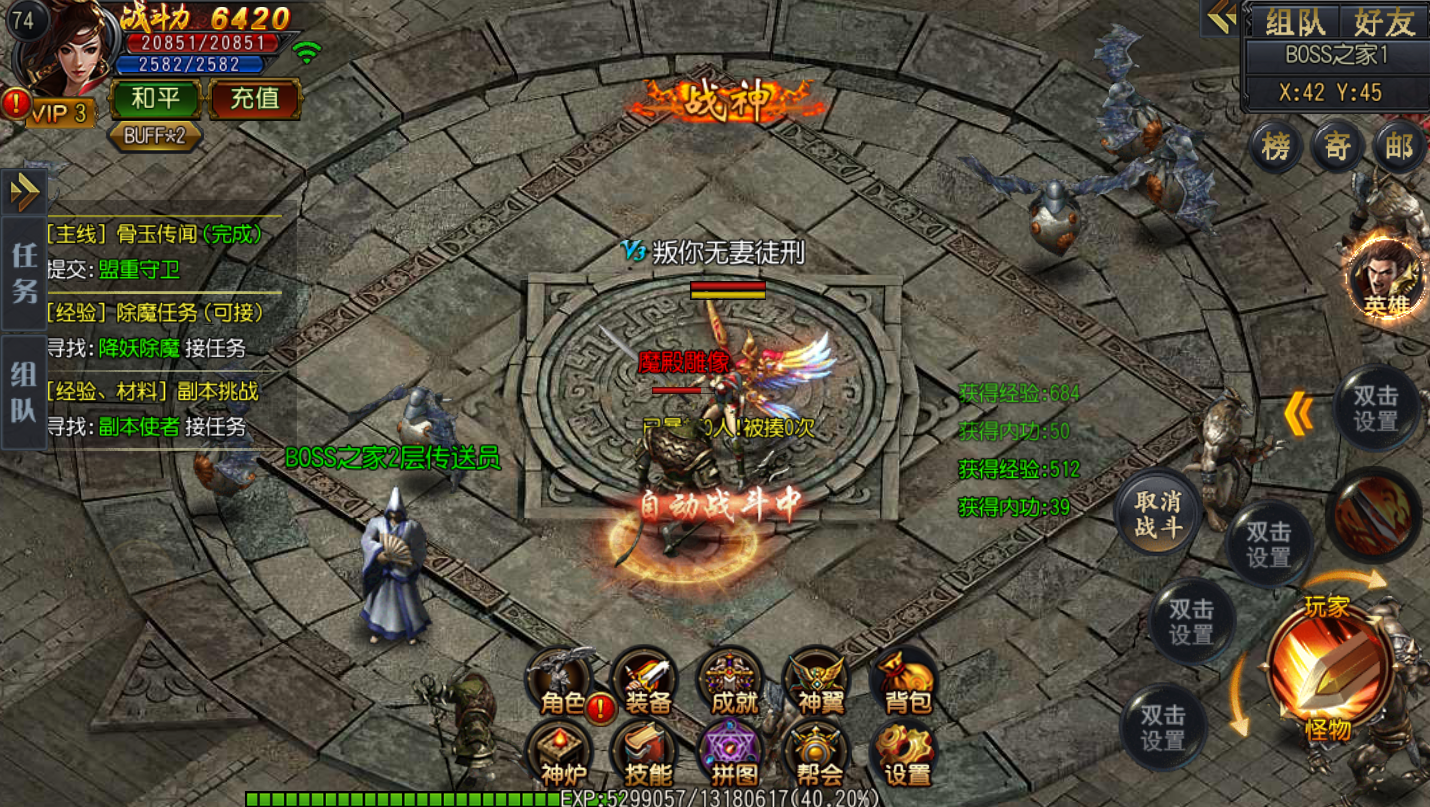 74
战斗力 6420
20851/20851
2582/2582
VIP 3
和平
充值
BUFF*2
战神
组队
好友
BOSS之家1
X:42 Y:45
榜
寄
邮
英雄
任务
组队
[主线] 骨玉传闻(完成)
提交:盟重守卫
[经验] 除魔任务(可接)
寻找:降妖除魔 接任务
[经验、材料] 副本挑战
寻找:副本使者 接任务
V3 叛你无妻徒刑
魔殿雕像
0人!被揍0次
BOSS之家2层传送员
自动战斗中
获得经验:684
获得内功:50
获得经验:512
获得内功:39
双击设置
取消战斗
双击设置
双击设置
双击设置
玩家
怪物
角色
装备
成就
神翼
背包
神炉
技能
拼图
帮会
设置
EXP:5299057/13180617(40.20%)